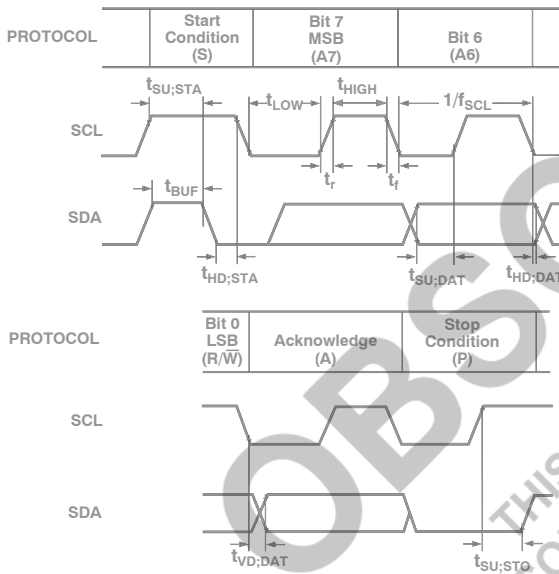 PROTOCOL
Start
Condition
(S)
Bit 7
MSB
(A7)
Bit 6
(A6)
tSU;STA
tLOW
tHIGH
1/fSCL
SCL
tr
tf
tBUF
SDA
tHD;STA
tSU;DAT
tHD;DAT
PROTOCOL
Bit 0
LSB
(R/W̅)
Acknowledge
(A)
Stop
Condition
(P)
SCL
SDA
tVD;DAT
tSU;STO
OBSO
THIS